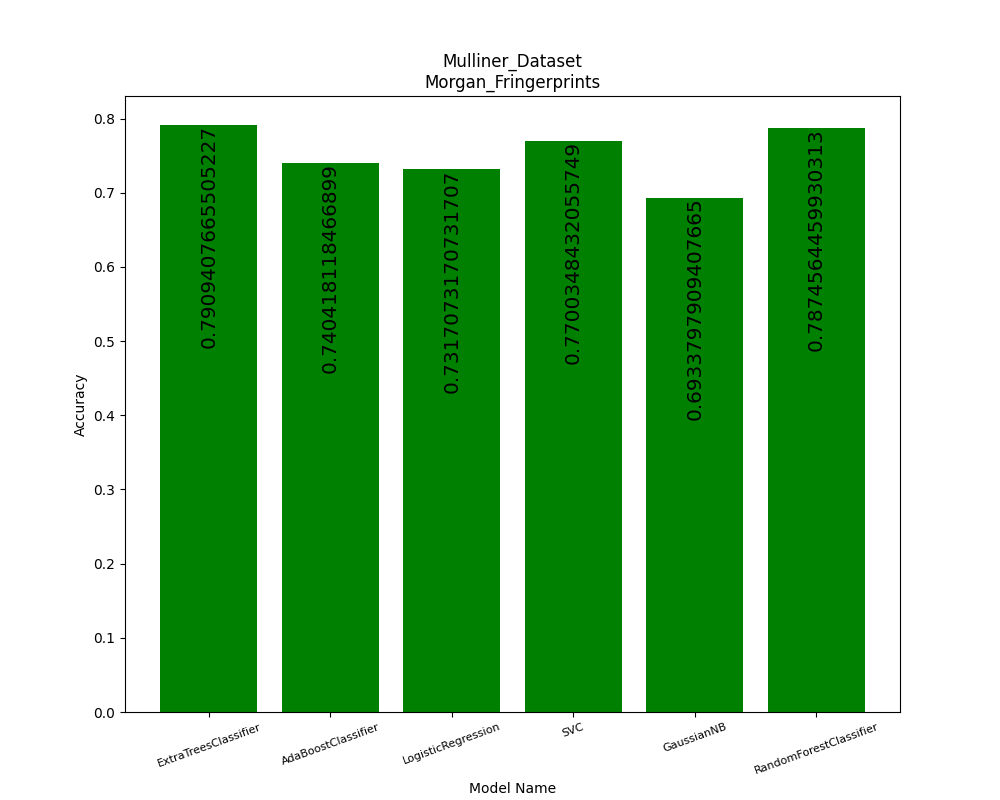 Mulliner_Dataset
Morgan_Fringerprints
Accuracy
0.8
0.7
0.6
0.5
0.4
0.3
0.2
0.1
0.0
0.7909407665505227
0.740418118466899
0.7317073170731707
0.7700348432055749
0.6933797909407665
0.7874564459930313
ExtraTreesClassifier
AdaBoostClassifier
LogisticRegression
SVC
GaussianNB
RandomForestClassifier
Model Name